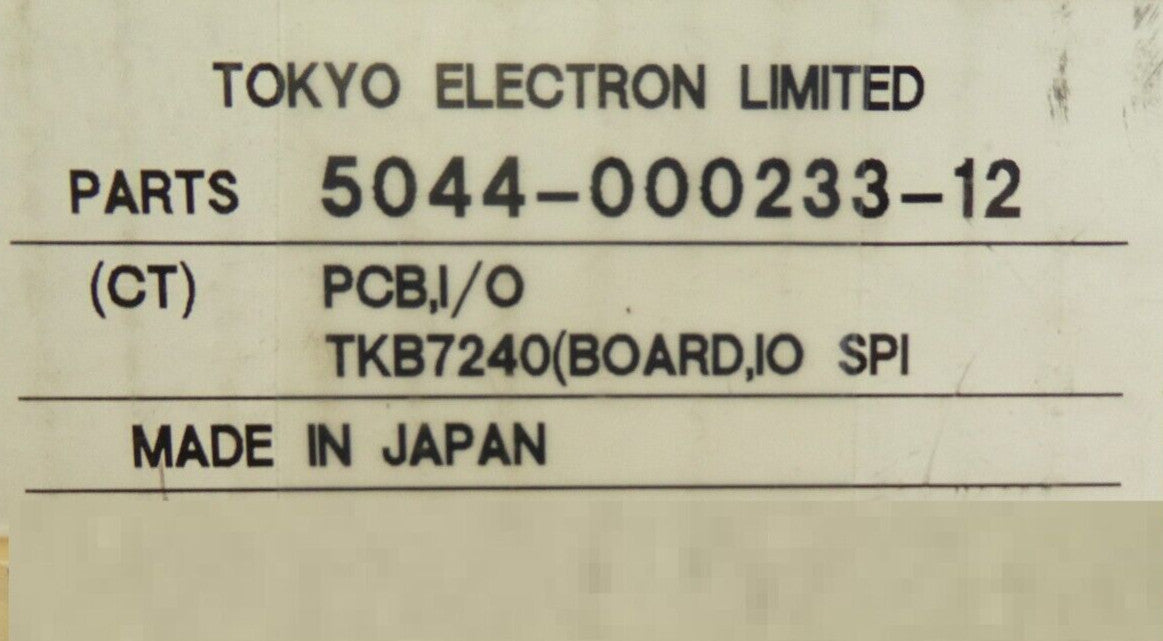 TOKYO ELECTRON LIMITED
PARTS 5044-000233-12
(CT) PCB,I/O
TKB7240(BOARD,IO SPI
MADE IN JAPAN